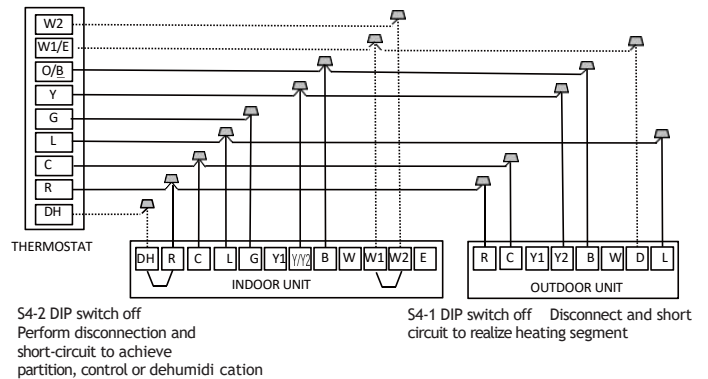 W2
W1/E
O/B
Y
G
L
C
R
DH
THERMOSTAT
DH R C L G Y1 Y/Y2 B W W1 W2 E
INDOOR UNIT
R C Y1 Y2 B W D L
OUTDOOR UNIT
S4-2 DIP switch off
Perform disconnection and
short-circuit to achieve
partition, control or dehumidi cation
S4-1 DIP switch off Disconnect and short
circuit to realize heating segment